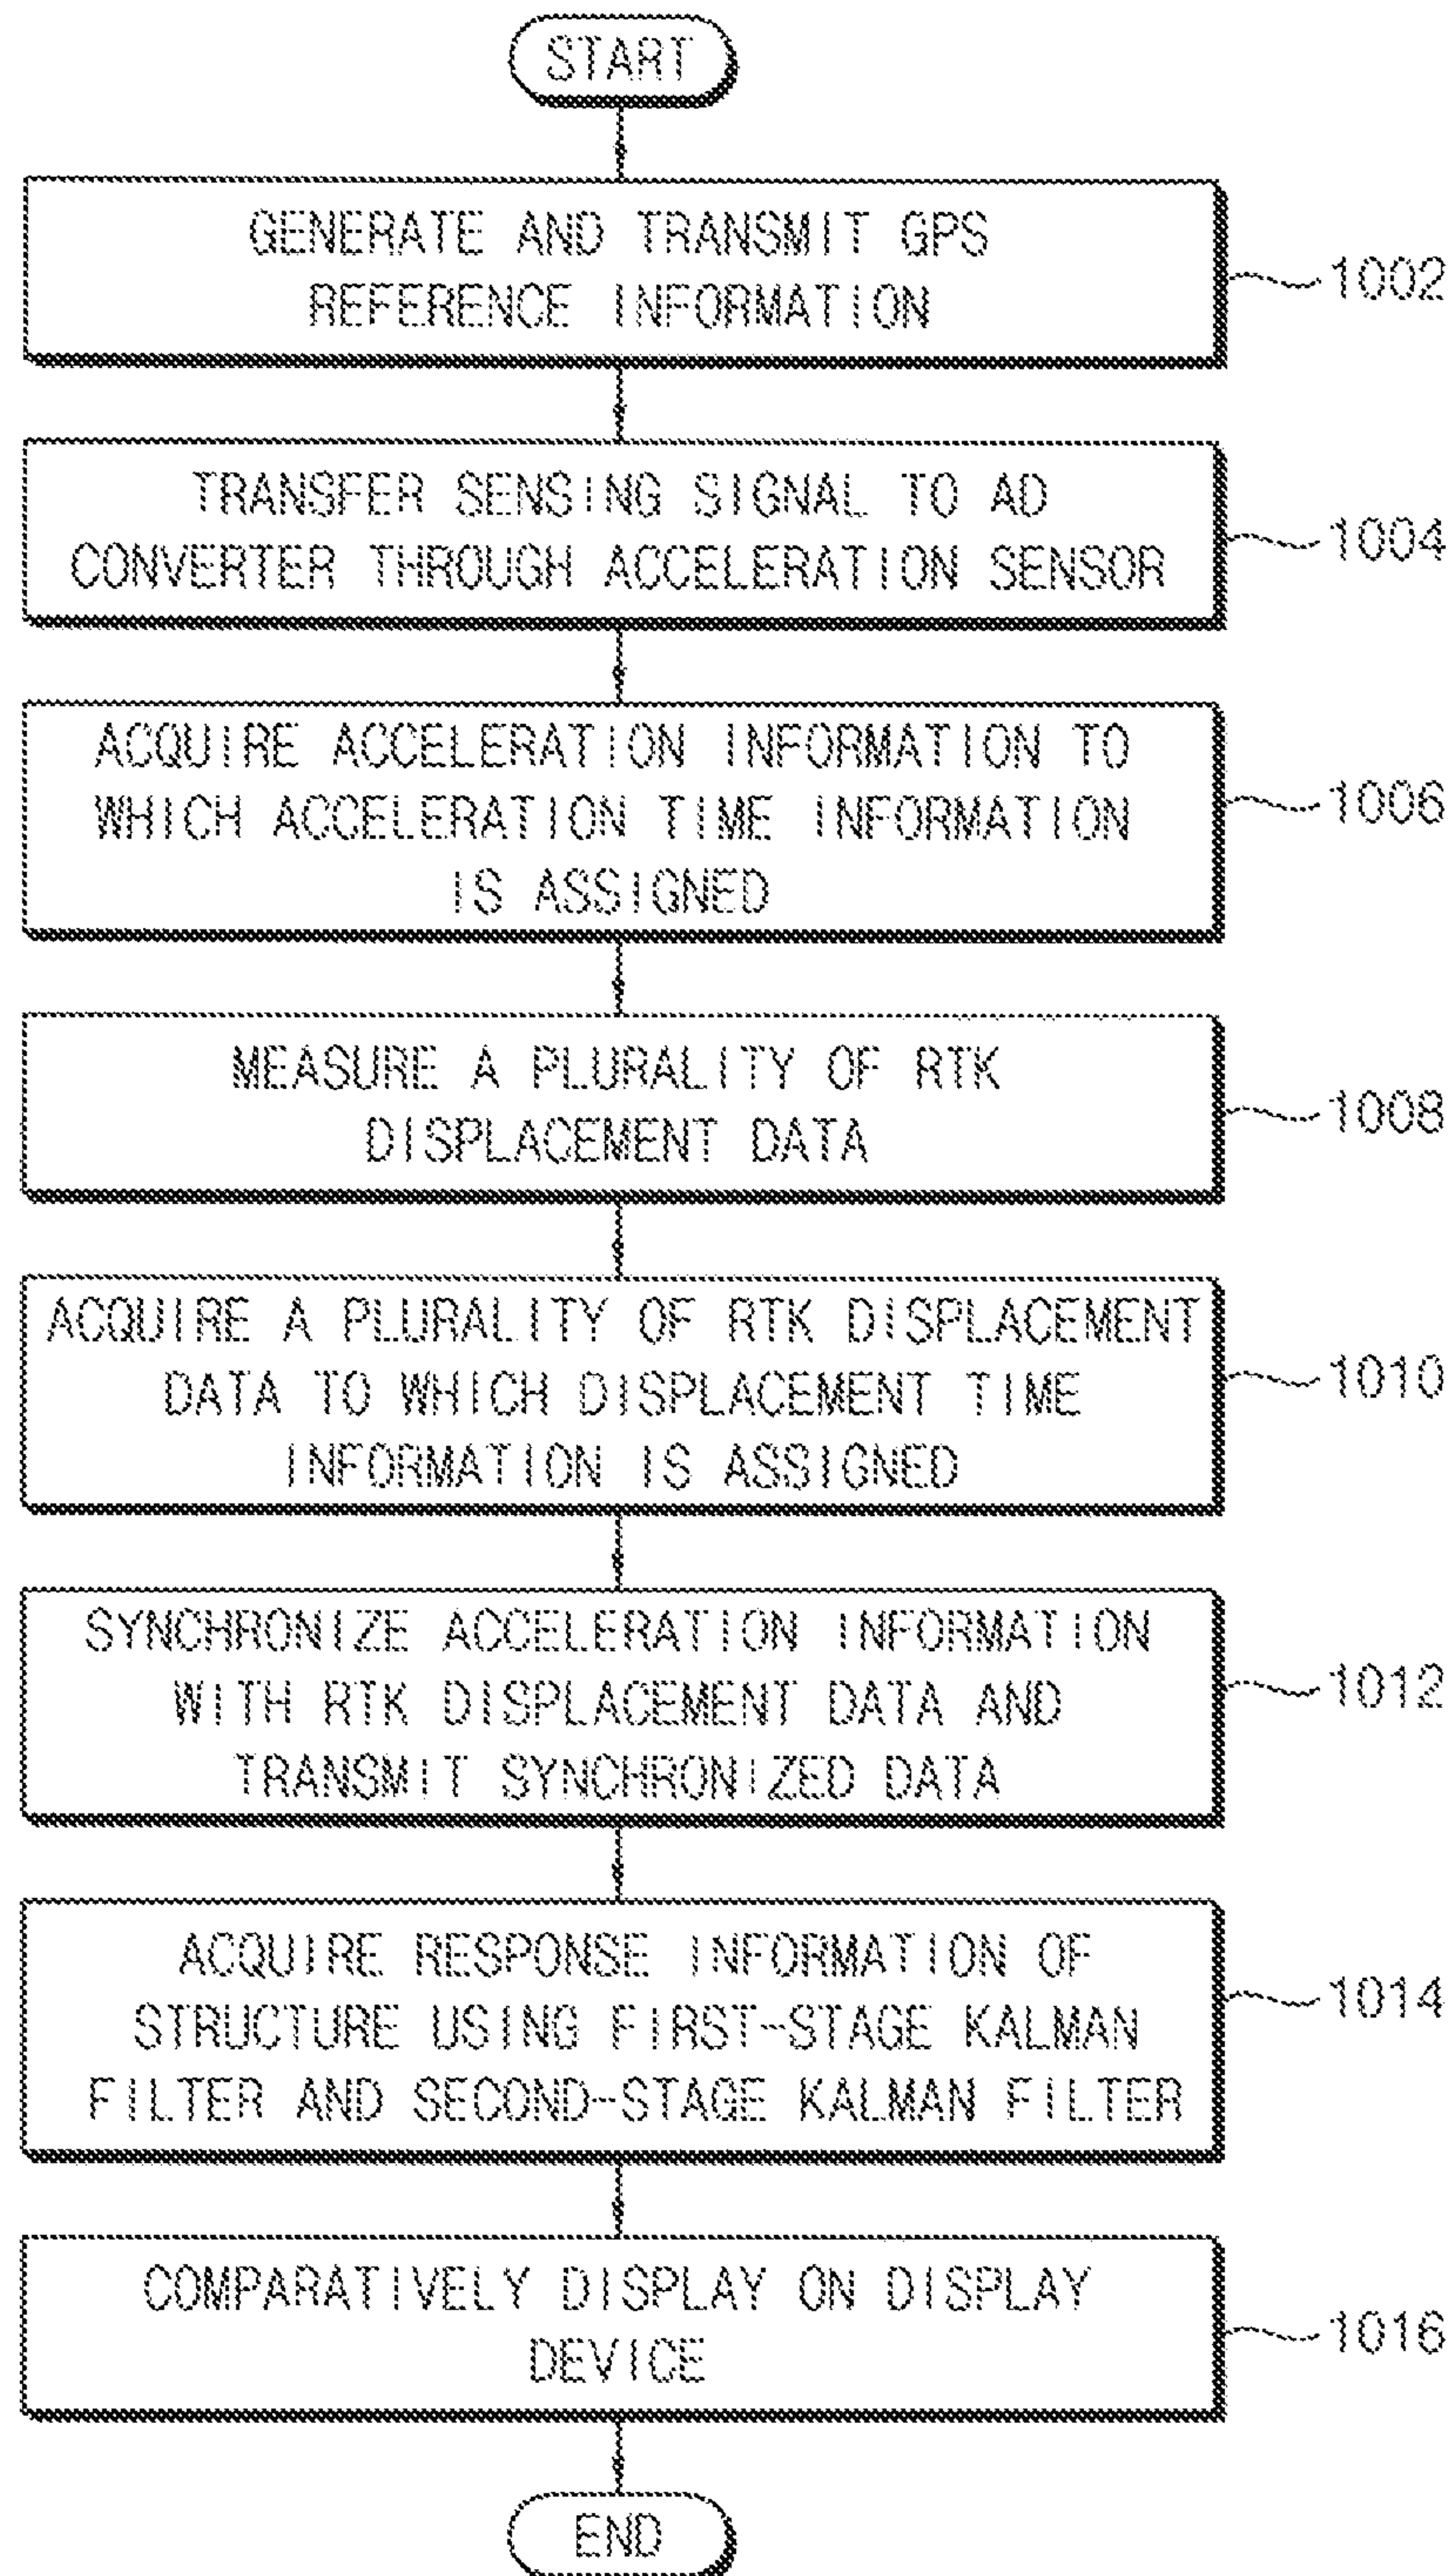 START
GENERATE AND TRANSMIT GPS
REFERENCE INFORMATION
1002
TRANSFER SENSING SIGNAL TO AD
CONVERTER THROUGH ACCELERATION SENSOR
1004
ACQUIRE ACCELERATION INFORMATION TO
WHICH ACCELERATION TIME INFORMATION
IS ASSIGNED
1006
MEASURE A PLURALITY OF RTK
DISPLACEMENT DATA
1008
ACQUIRE A PLURALITY OF RTK DISPLACEMENT
DATA TO WHICH DISPLACEMENT TIME
INFORMATION IS ASSIGNED
1010
SYNCHRONIZE ACCELERATION INFORMATION
WITH RTK DISPLACEMENT DATA AND
TRANSMIT SYNCHRONIZED DATA
1012
ACQUIRE RESPONSE INFORMATION OF
STRUCTURE USING FIRST-STAGE KALMAN
FILTER AND SECOND-STAGE KALMAN FILTER
1014
COMPARATIVELY DISPLAY ON DISPLAY
DEVICE
1016
END